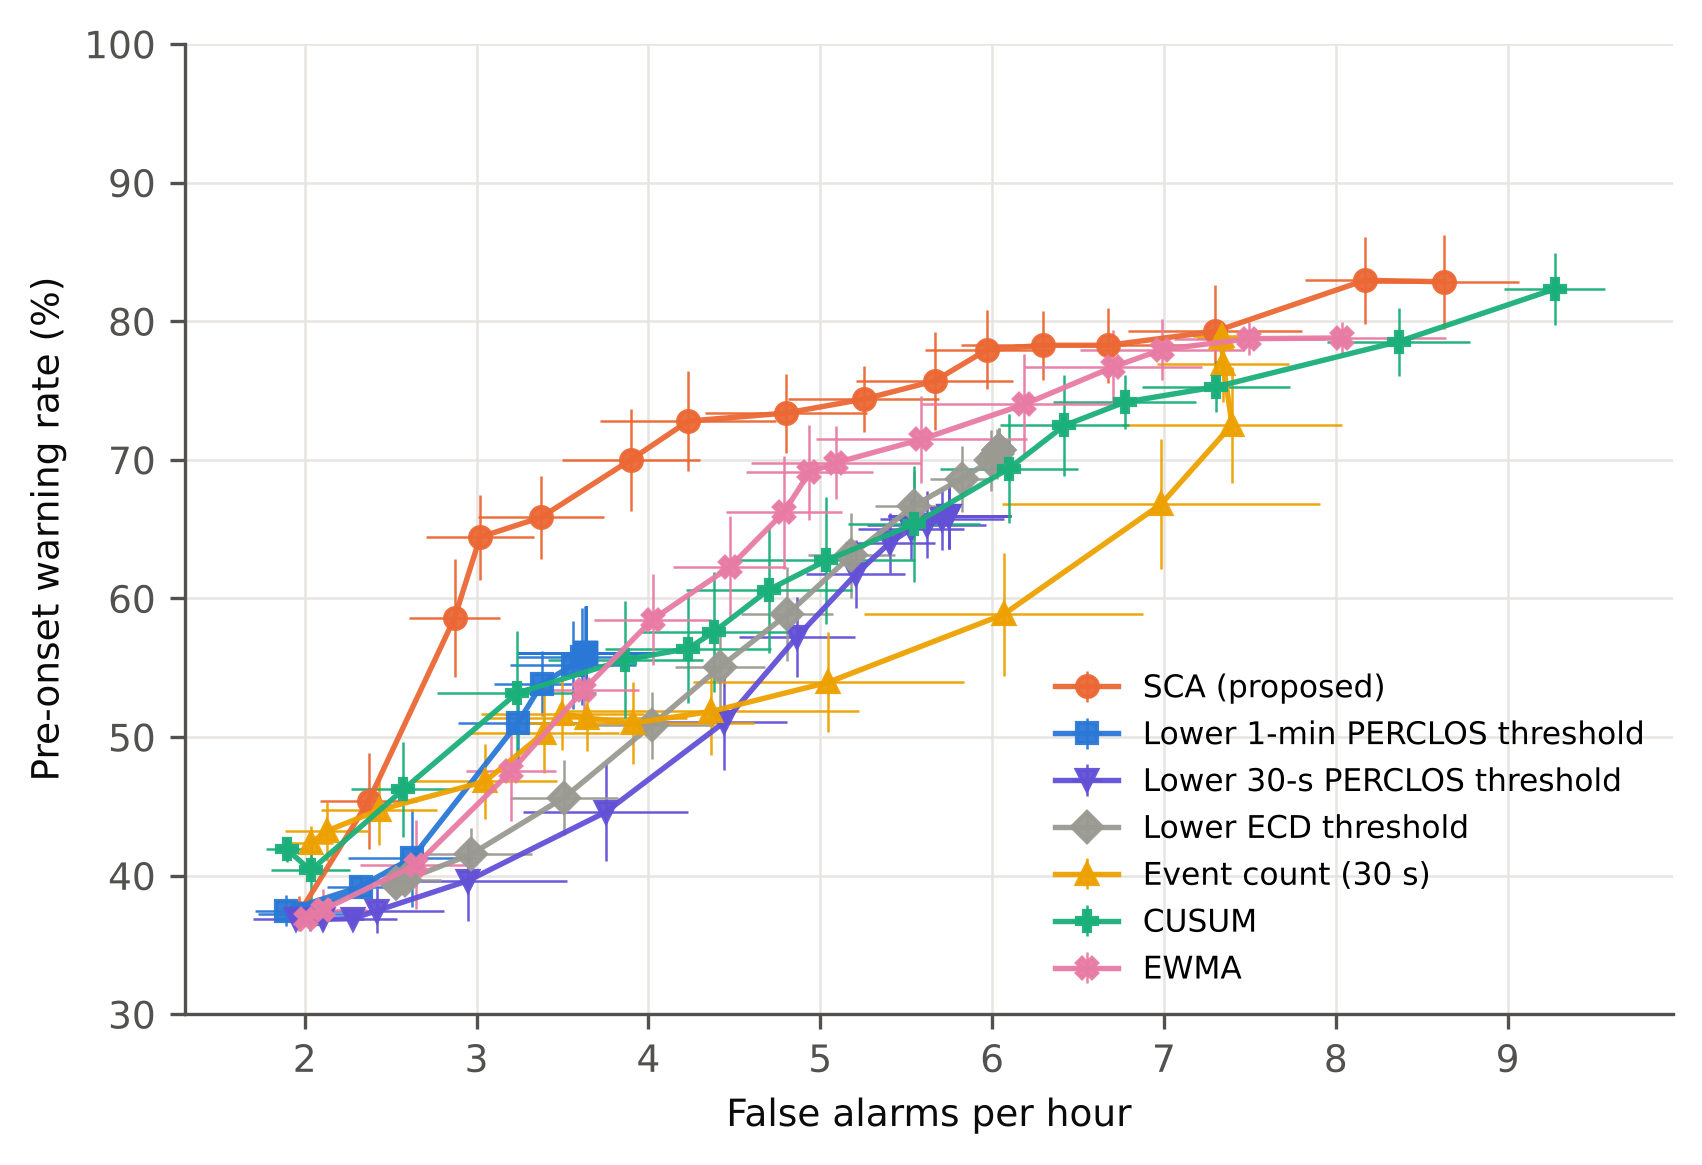 100
90
80
70
60
50
40
30
Pre-onset warning rate (%)
SCA (proposed)
Lower 1-min PERCLOS threshold
Lower 30-s PERCLOS threshold
Lower ECD threshold
Event count (30 s)
CUSUM
EWMA
2 3 4 5 6 7 8 9
False alarms per hour